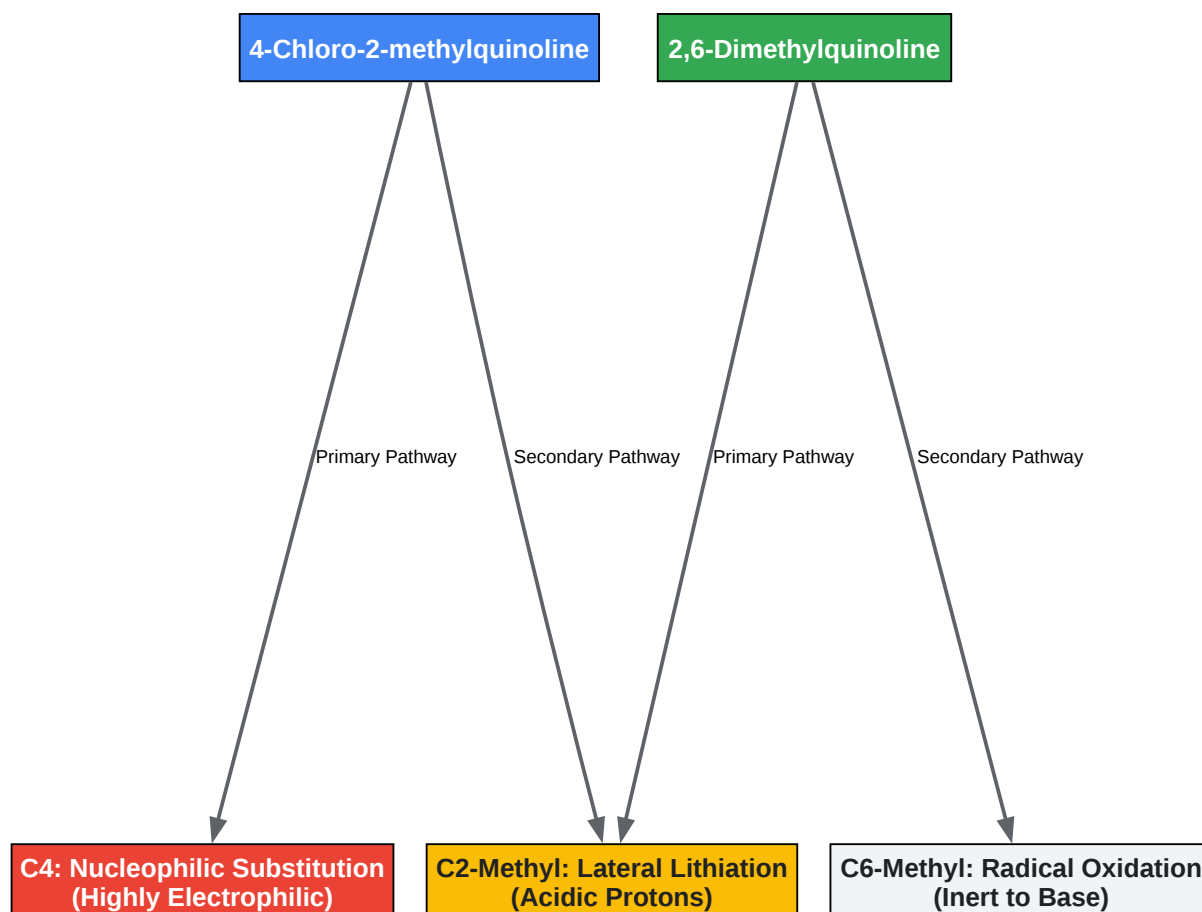 4-Chloro-2-methylquinoline
2,6-Dimethylquinoline
Primary Pathway
Secondary Pathway
Primary Pathway
Secondary Pathway
C4: Nucleophilic Substitution
(Highly Electrophilic)
C2-Methyl: Lateral Lithiation
(Acidic Protons)
C6-Methyl: Radical Oxidation
(Inert to Base)